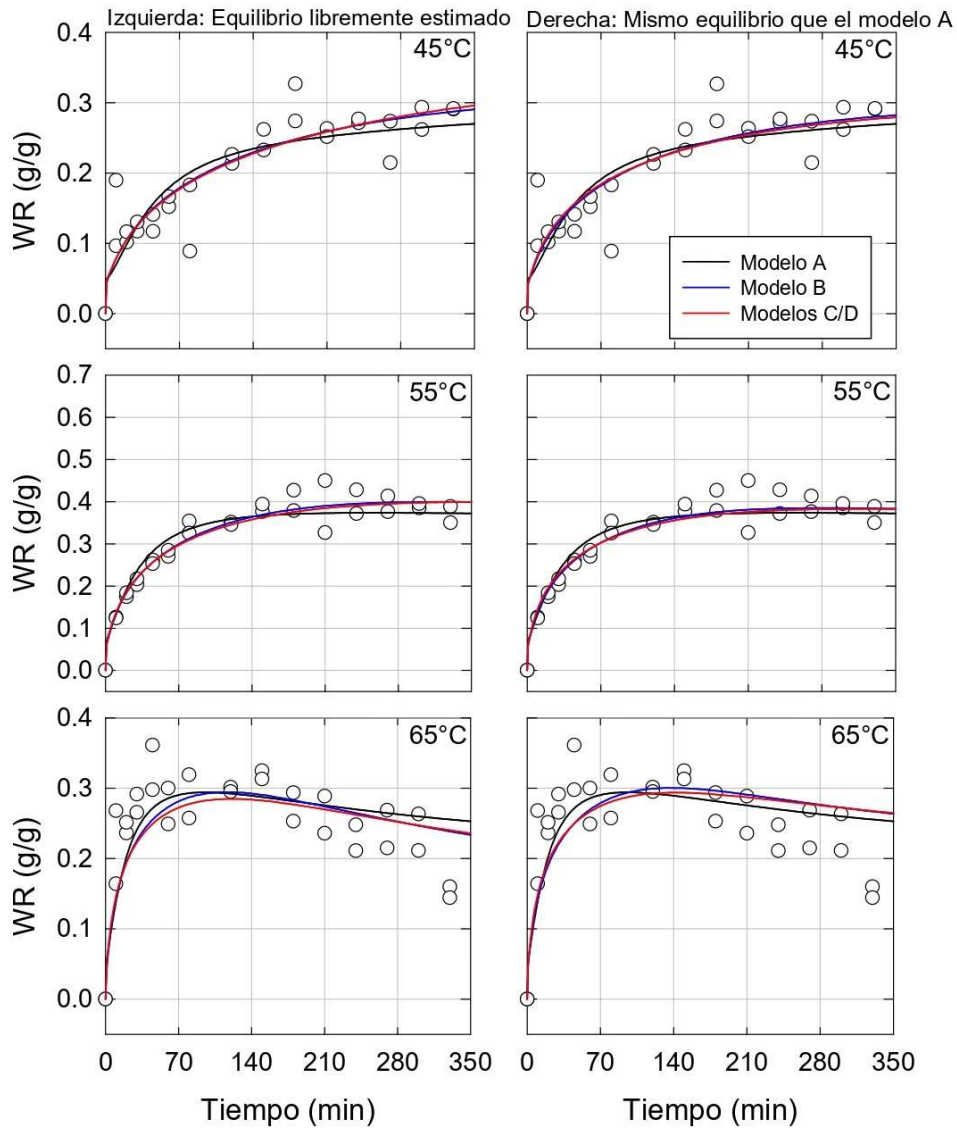 Izquierda: Equilibrio libremente estimado
Derecha: Mismo equilibrio que el modelo A
0.4
45°C
45°C
0.3
0.2
0.1
0.0
WR (g/g)
WR (g/g)
Modelo A
Modelo B
Modelos C/D
0.7
55°C
55°C
0.6
0.5
0.4
0.3
0.2
0.1
0.0
WR (g/g)
WR (g/g)
0.4
65°C
65°C
0.3
0.2
0.1
0.0
WR (g/g)
WR (g/g)
0 70 140 210 280 350
0 70 140 210 280 350
Tiempo (min)
Tiempo (min)